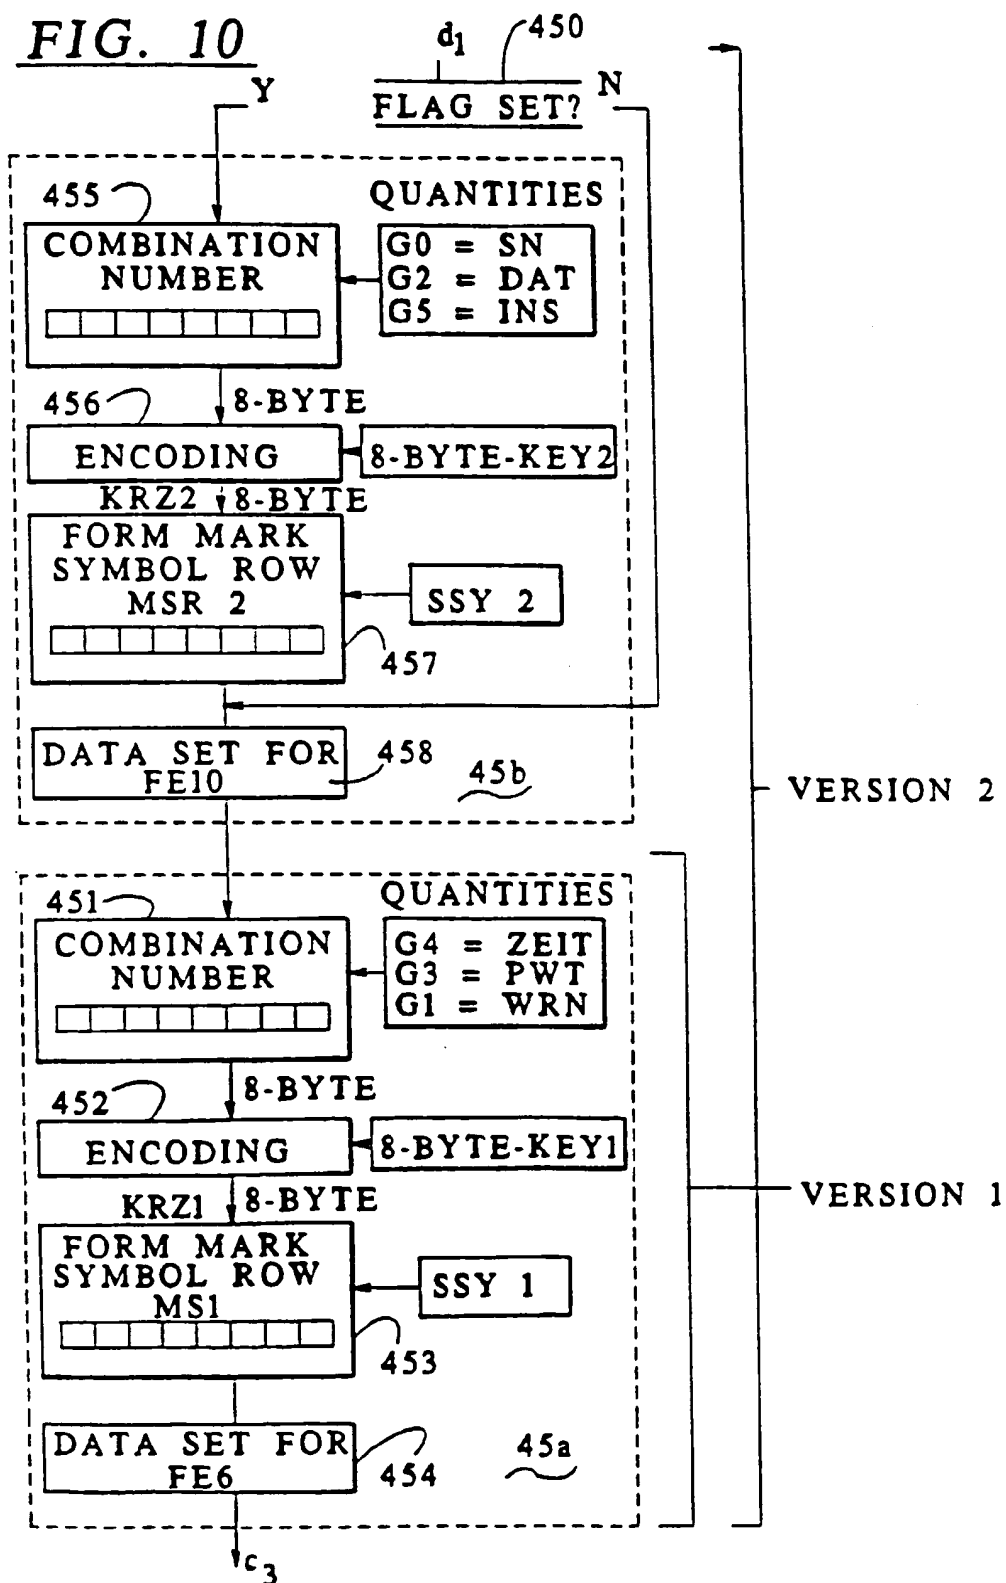 FIG. 10
d1
450
Y
FLAG SET?
N
455
QUANTITIES
COMBINATION
NUMBER
G0 = SN
G2 = DAT
G5 = INS
456
8-BYTE
ENCODING
8-BYTE-KEY2
KRZ2
8-BYTE
FORM MARK
SYMBOL ROW
MSR 2
SSY 2
457
DATA SET FOR
FE10
458
45b
VERSION 2
451
QUANTITIES
COMBINATION
NUMBER
G4 = ZEIT
G3 = PWT
G1 = WRN
452
8-BYTE
ENCODING
8-BYTE-KEY1
KRZ1
8-BYTE
VERSION 1
FORM MARK
SYMBOL ROW
MS1
SSY 1
453
DATA SET FOR
FE6
454
45a
c3